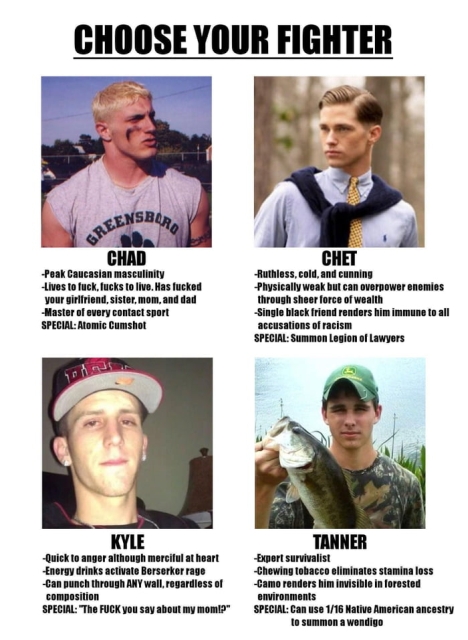 CHOOSE YOUR FIGHTER
GREENSBORO
CHAD
-Peak Caucasian masculinity
-Lives to fuck, fucks to live. Has fucked
your girlfriend, sister, mom, and dad
-Master of every contact sport
SPECIAL: Atomic Cumshot
CHET
-Ruthless, cold, and cunning
-Physically weak but can overpower enemies
through sheer force of wealth
-Single black friend renders him immune to all
accusations of racism
SPECIAL: Summon Legion of Lawyers
KYLE
-Quick to anger although merciful at heart
-Energy drinks activate Berserker rage
-Can punch through ANY wall, regardless of
composition
SPECIAL: "The FUCK you say about my mom!?"
JOHN DEERE
TANNER
-Expert survivalist
-Chewing tobacco eliminates stamina loss
-Camo renders him invisible in forested
environments
SPECIAL: Can use 1/16 Native American ancestry
to summon a wendigo